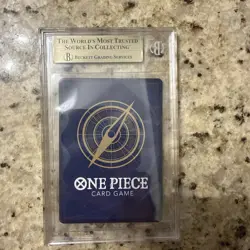 THE WORLD'S MOST TRUSTED
SOURCE IN COLLECTING
BECKETT GRADING SERVICES
ONE PIECE
CARD GAME